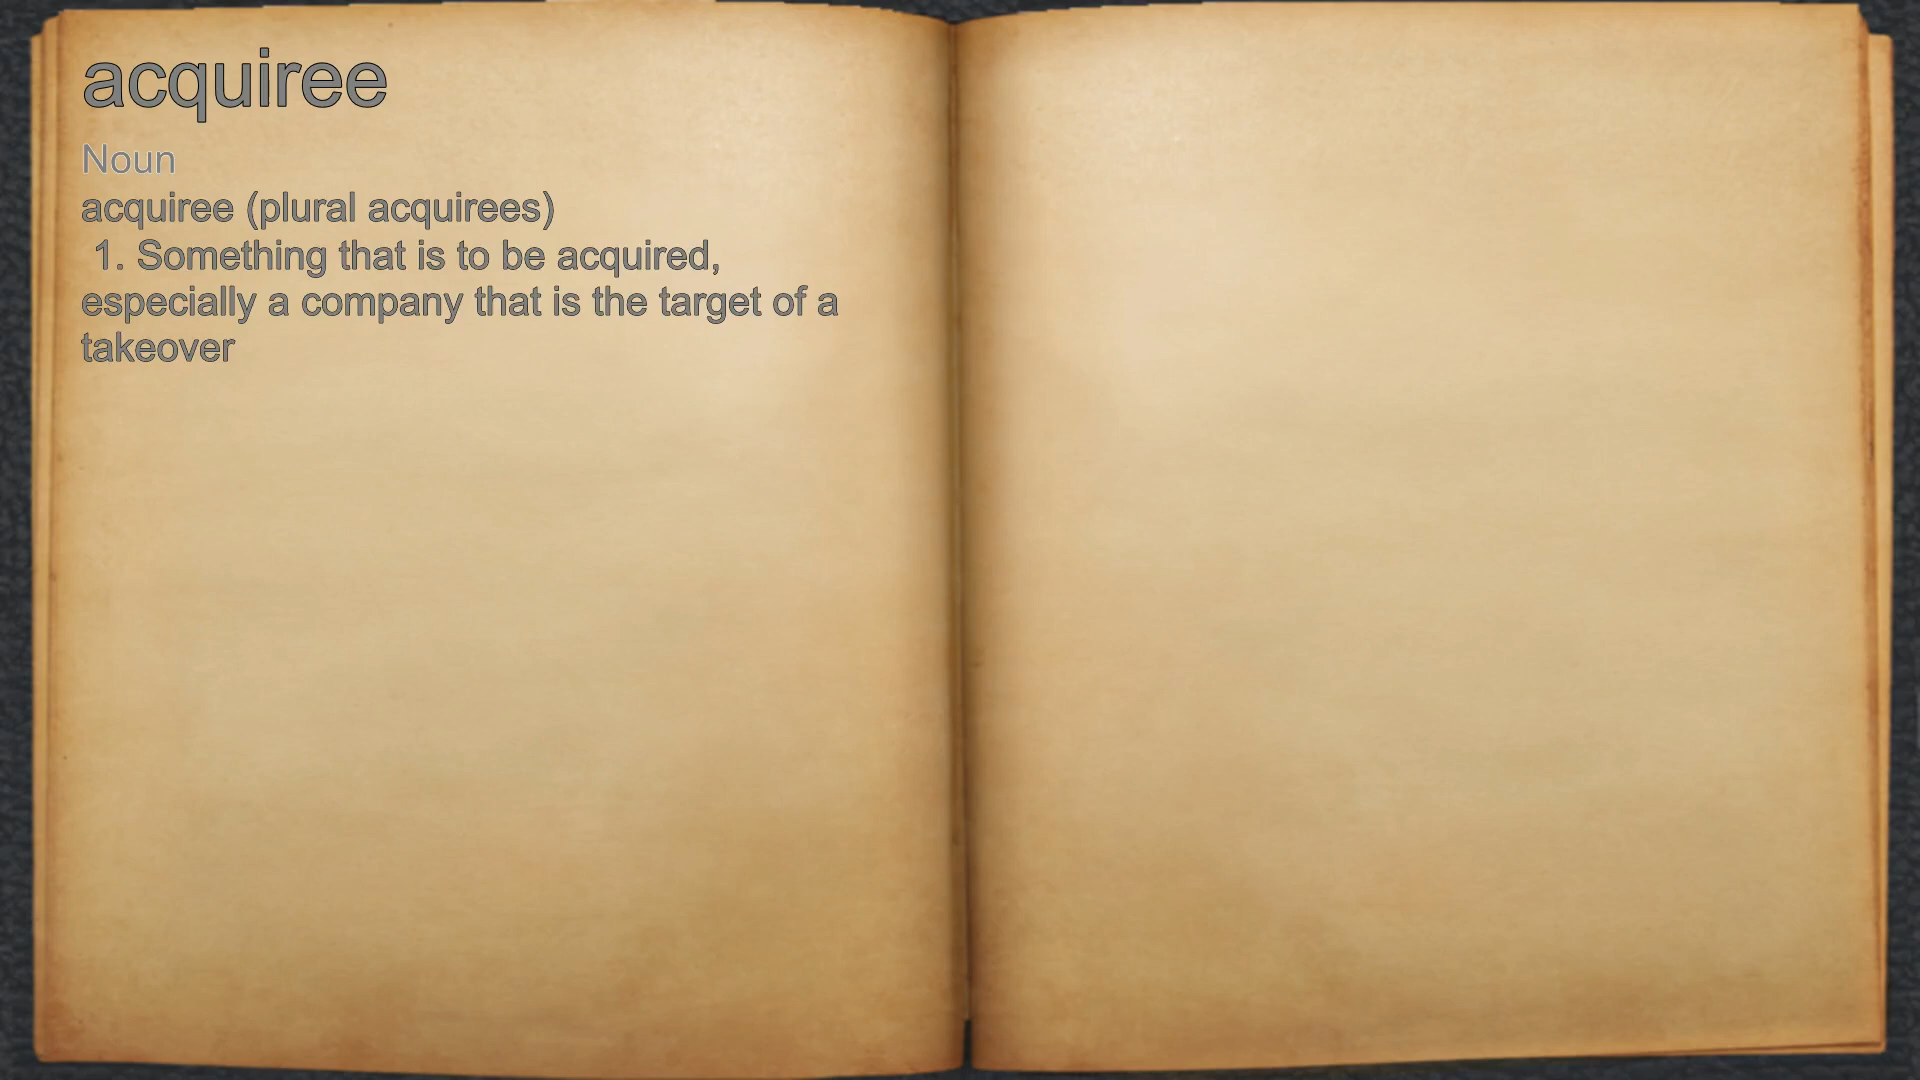 acquiree
Noun
acquiree (plural acquirees)
1. Something that is to be acquired,
especially a company that is the target of a
takeover